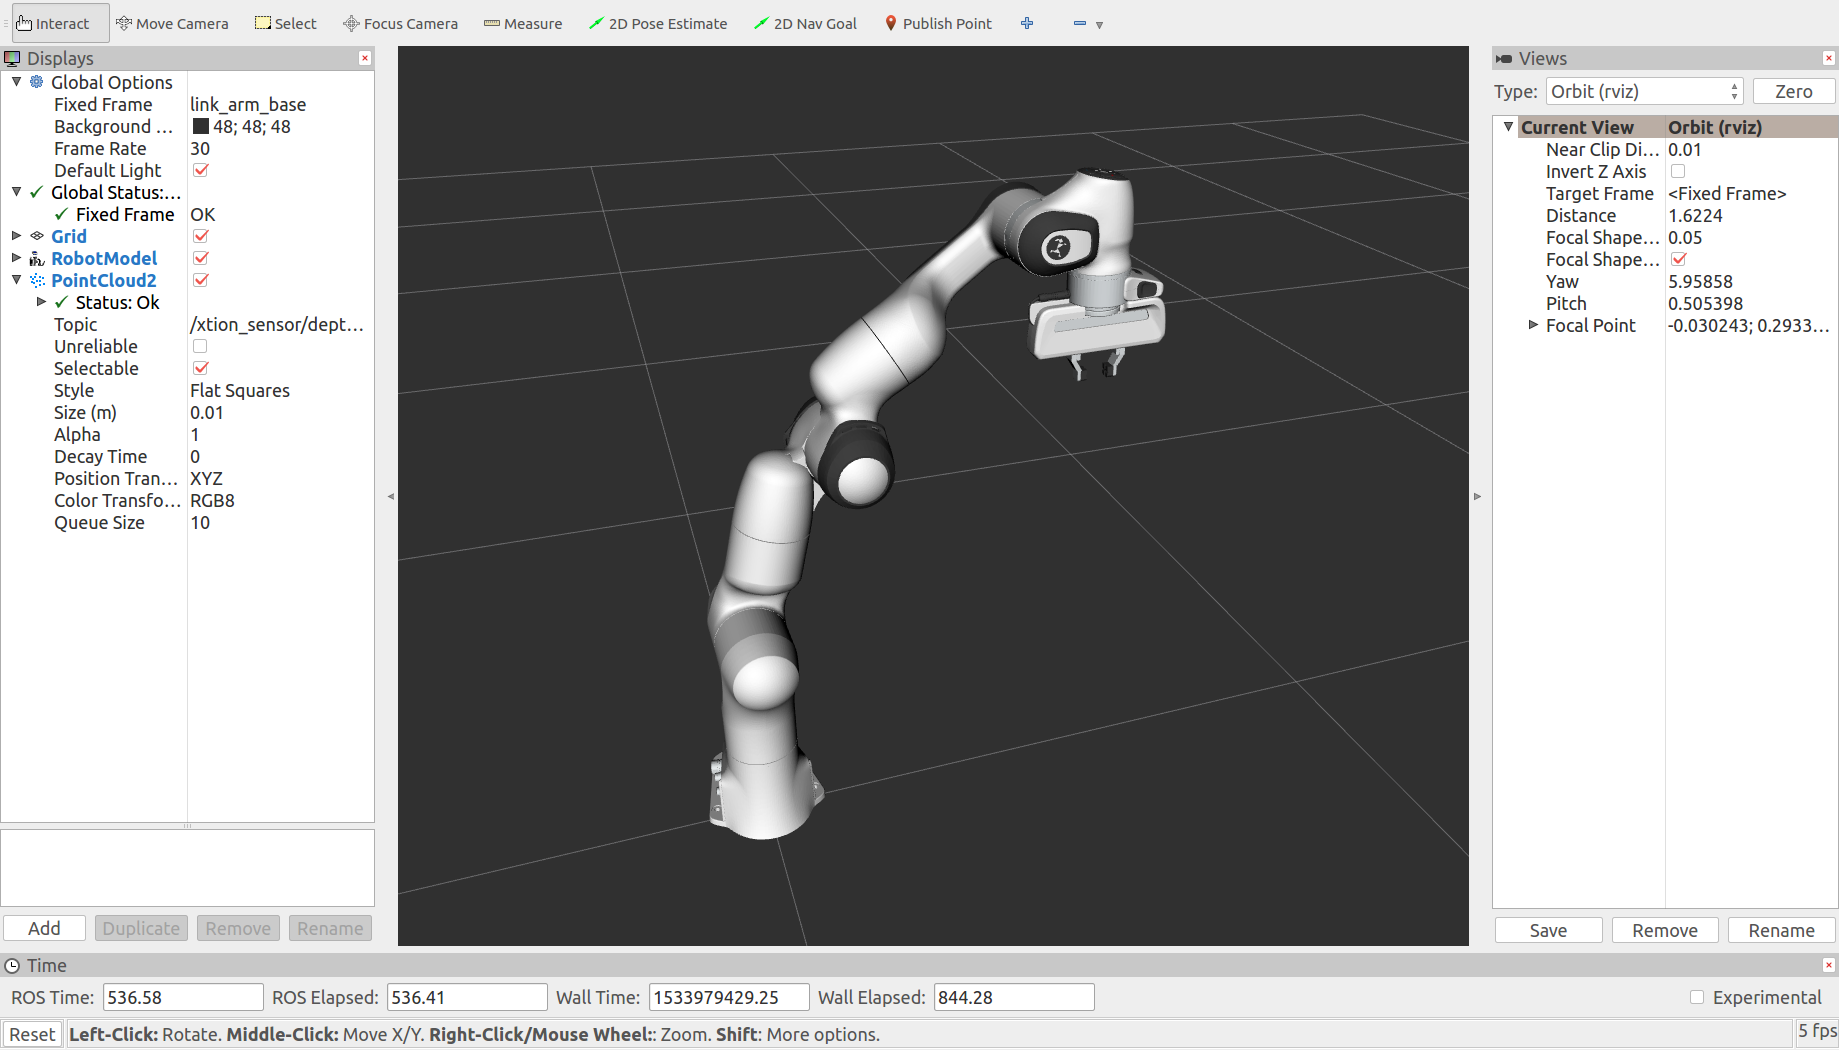 Interact Move Camera Select Focus Camera Measure 2D Pose Estimate 2D Nav Goal Publish Point
Displays
Global Options
Fixed Frame link_arm_base
Background ... 48; 48; 48
Frame Rate 30
Default Light
Global Status:...
Fixed Frame OK
Grid
RobotModel
PointCloud2
Status: Ok
Topic /xtion_sensor/dept...
Unreliable
Selectable
Style Flat Squares
Size (m) 0.01
Alpha 1
Decay Time 0
Position Tran... XYZ
Color Transfo... RGB8
Queue Size 10
Add Duplicate Remove Rename
Views
Type: Orbit (rviz) Zero
Current View Orbit (rviz)
Near Clip Di... 0.01
Invert Z Axis
Target Frame <Fixed Frame>
Distance 1.6224
Focal Shape... 0.05
Focal Shape...
Yaw 5.95858
Pitch 0.505398
Focal Point -0.030243; 0.2933...
Save Remove Rename
Time
ROS Time: 536.58 ROS Elapsed: 536.41 Wall Time: 1533979429.25 Wall Elapsed: 844.28 Experimental
Reset Left-Click: Rotate. Middle-Click: Move X/Y. Right-Click/Mouse Wheel:: Zoom. Shift: More options. 5 fps